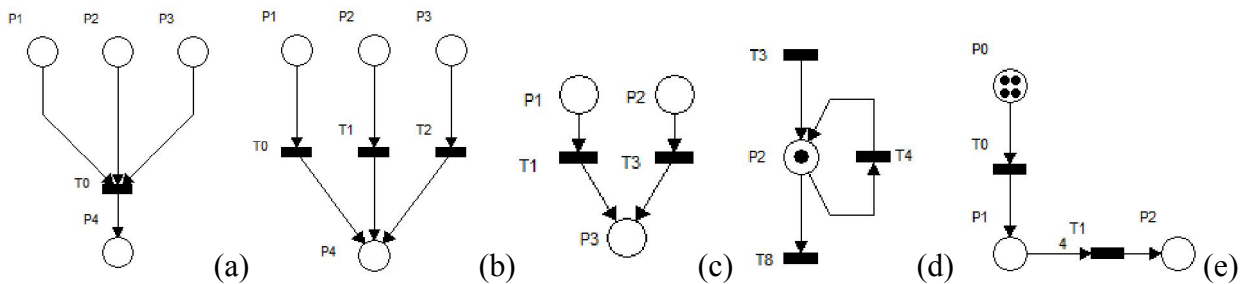 P1 P2 P3
T0
P4
(a)
P1 P2 P3
T0 T1 T2
P4
(b)
P1 P2
T1 T3
P3
(c)
T3
P2 T4
T8
(d)
P0
T0
P1 T1 P2
4
(e)